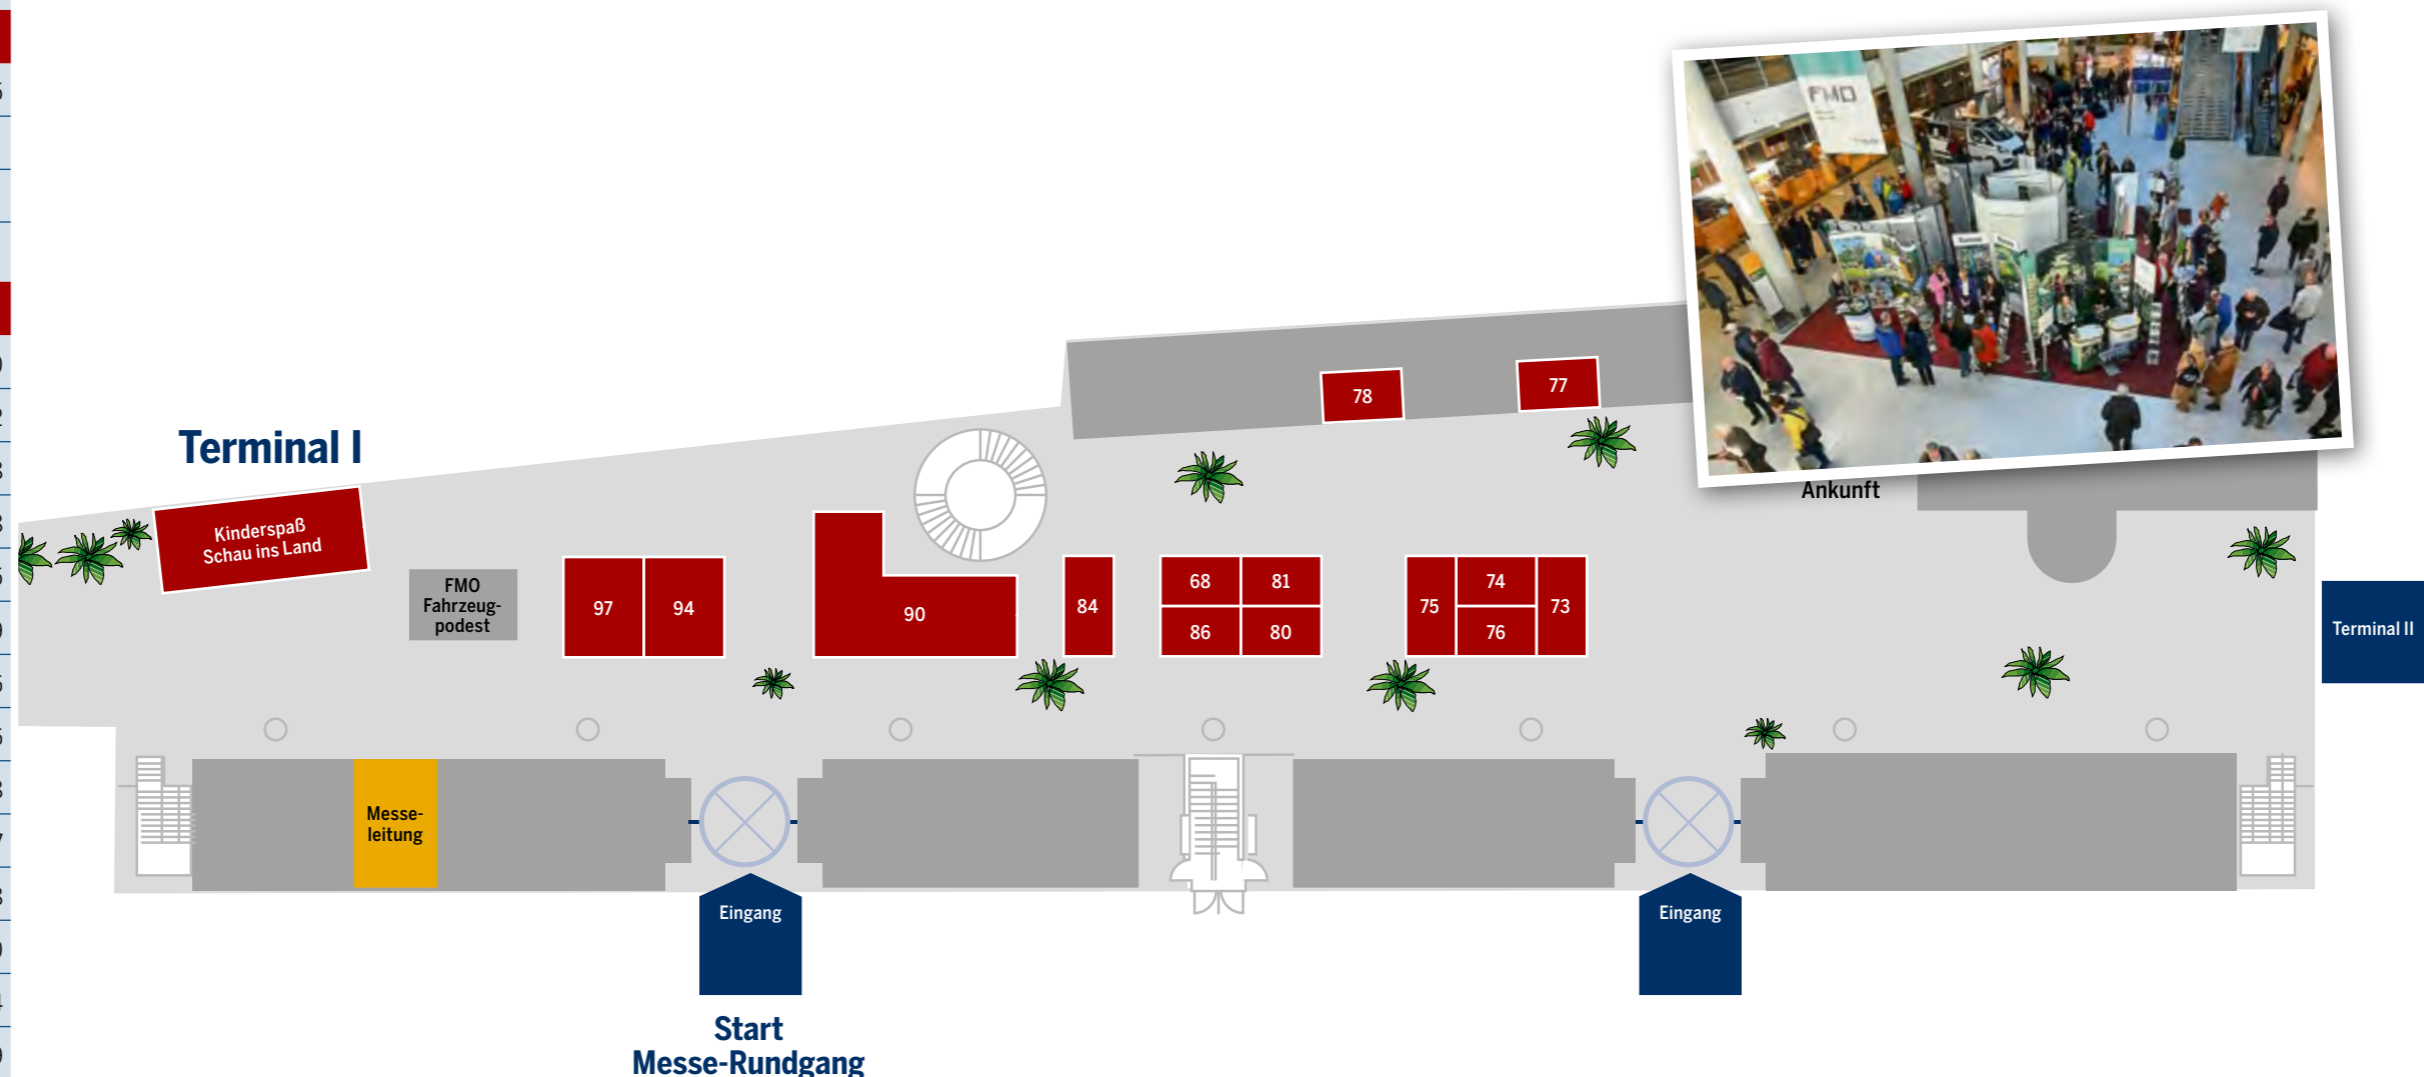 FMO
78
77
Terminal I
Ankunft
Kinderspaß
Schau ins Land
FMO
Fahrzeug-
podest
97
94
90
84
68
81
86
80
75
74
76
73
Terminal II
Messe-
leitung
Eingang
Eingang
Start
Messe-Rundgang